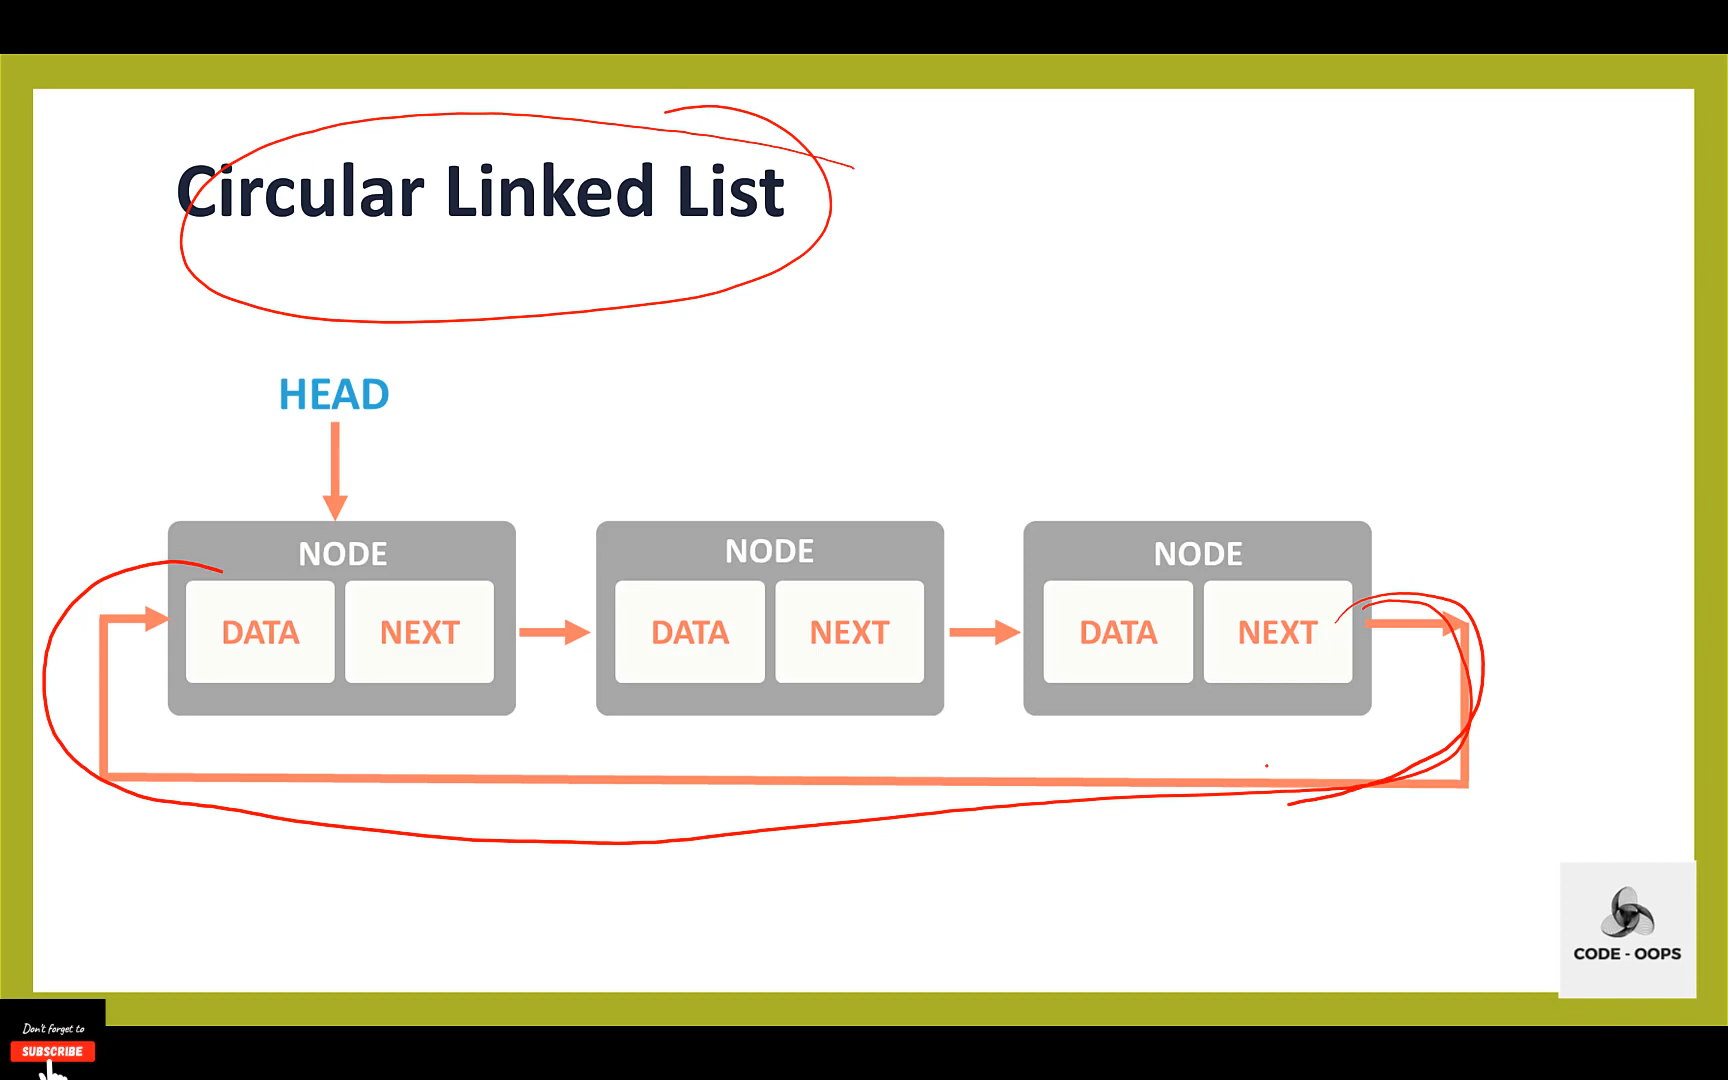 Circular Linked List
HEAD
NODE
DATA
NEXT
NODE
DATA
NEXT
NODE
DATA
NEXT
CODE - OOPS
Don't forget to
SUBSCRIBE